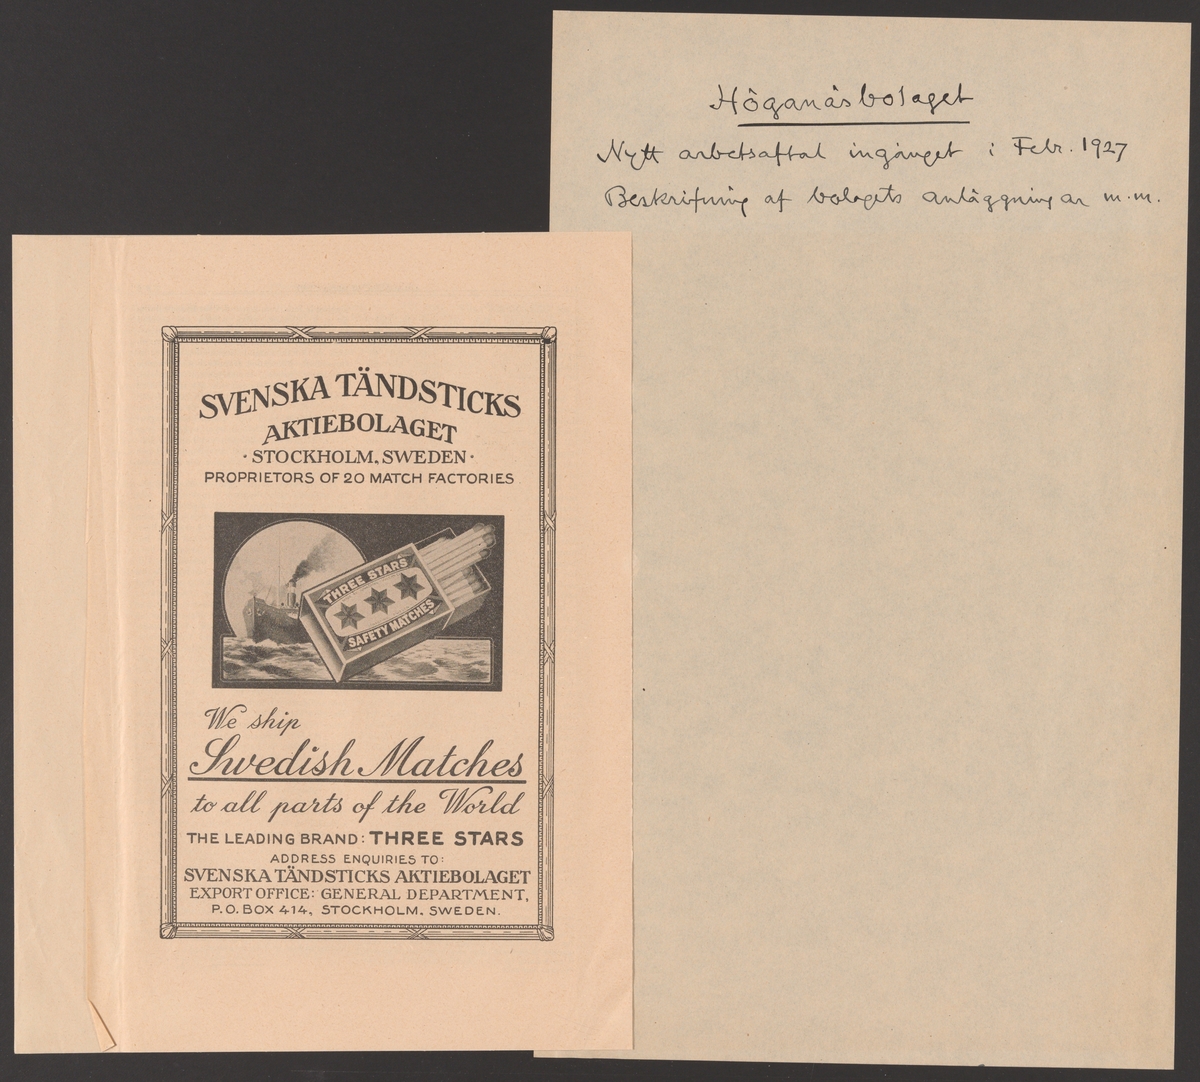 Höganäsbolaget
Nytt arbetsaftal ingånget i Febr. 1927
Beskrifning af bolagets anläggningar m.m.
SVENSKA TÄNDSTICKS
AKTIEBOLAGET
· STOCKHOLM, SWEDEN ·
PROPRIETORS OF 20 MATCH FACTORIES
THREE STARS
SAFETY MATCHES
We ship
Swedish Matches
to all parts of the World
THE LEADING BRAND: THREE STARS
ADDRESS ENQUIRIES TO:
SVENSKA TÄNDSTICKS AKTIEBOLAGET
EXPORT OFFICE: GENERAL DEPARTMENT,
P.O. BOX 414, STOCKHOLM. SWEDEN.